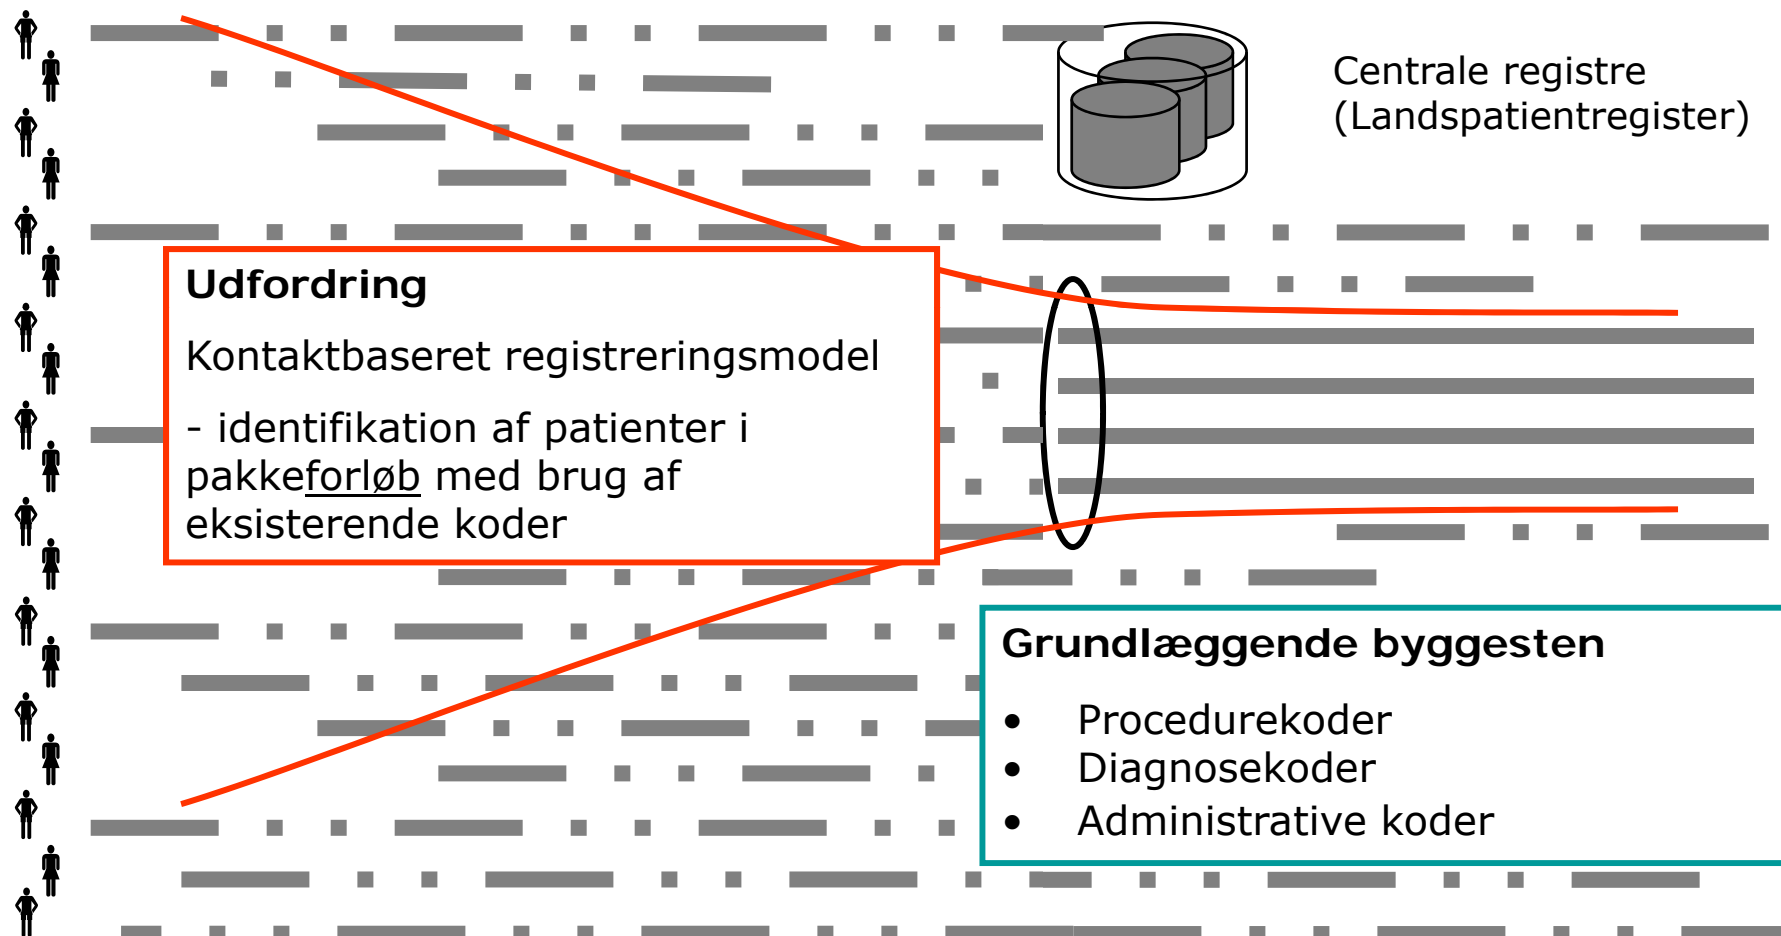 Centrale registre
(Landspatientregister)
Udfordring
Kontaktbaseret registreringsmodel
- identifikation af patienter i
pakkeforløb med brug af
eksisterende koder
Grundlæggende byggesten
• Procedurekoder
• Diagnosekoder
• Administrative koder